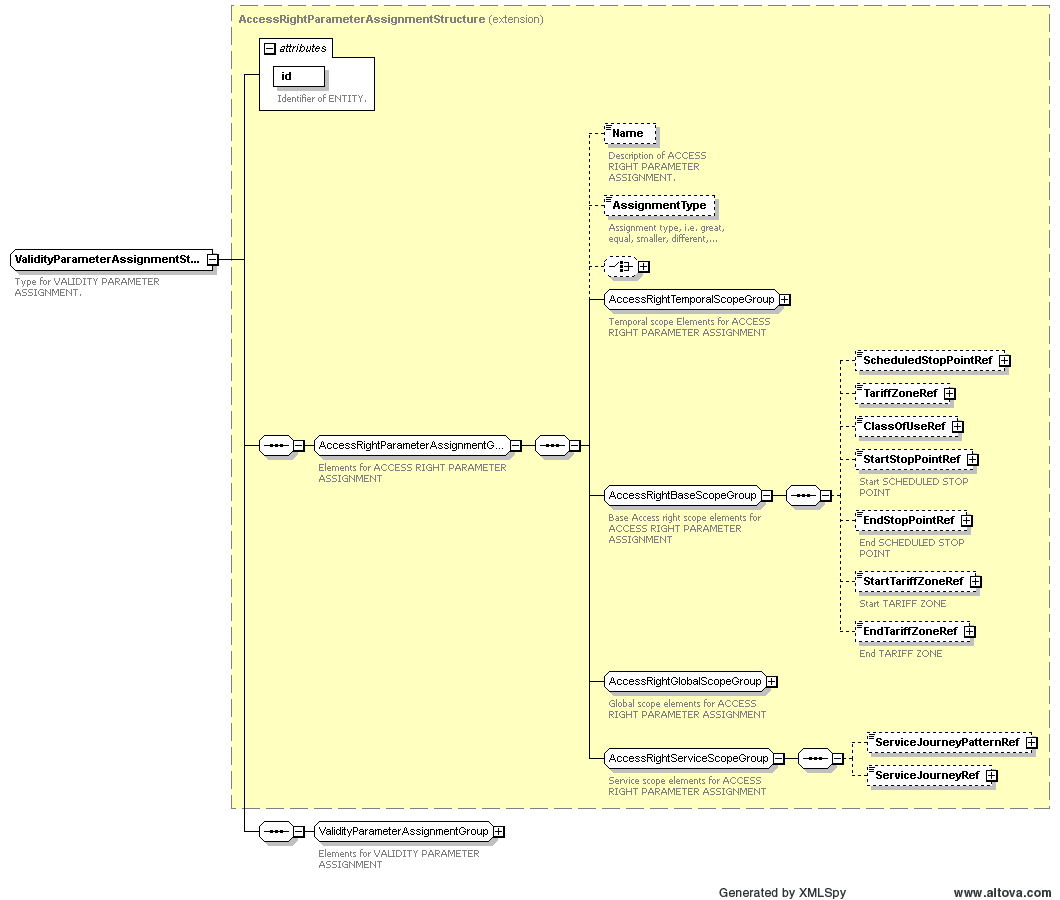 AccessRightParameterAssignmentStructure (extension)
attributes
id
Identifier of ENTITY.
Name
Description of ACCESS
RIGHT PARAMETER
ASSIGNMENT.
AssignmentType
Assignment type, i.e. great,
equal, smaller, different,...
ValidityParameterAssignmentSt...
Type for VALIDITY PARAMETER
ASSIGNMENT.
AccessRightTemporalScopeGroup
Temporal scope Elements for ACCESS
RIGHT PARAMETER ASSIGNMENT
AccessRightParameterAssignmentG...
Elements for ACCESS RIGHT PARAMETER
ASSIGNMENT
AccessRightBaseScopeGroup
Base Access right scope elements for
ACCESS RIGHT PARAMETER
ASSIGNMENT
ScheduledStopPointRef
TariffZoneRef
ClassOfUseRef
StartStopPointRef
Start SCHEDULED STOP
POINT
EndStopPointRef
End SCHEDULED STOP
POINT
StartTariffZoneRef
Start TARIFF ZONE
EndTariffZoneRef
End TARIFF ZONE
AccessRightGlobalScopeGroup
Global scope elements for ACCESS
RIGHT PARAMETER ASSIGNMENT
AccessRightServiceScopeGroup
Service scope elements for ACCESS
RIGHT PARAMETER ASSIGNMENT
ServiceJourneyPatternRef
ServiceJourneyRef
ValidityParameterAssignmentGroup
Elements for VALIDITY PARAMETER
ASSIGNMENT
Generated by XMLSpy
www.altova.com